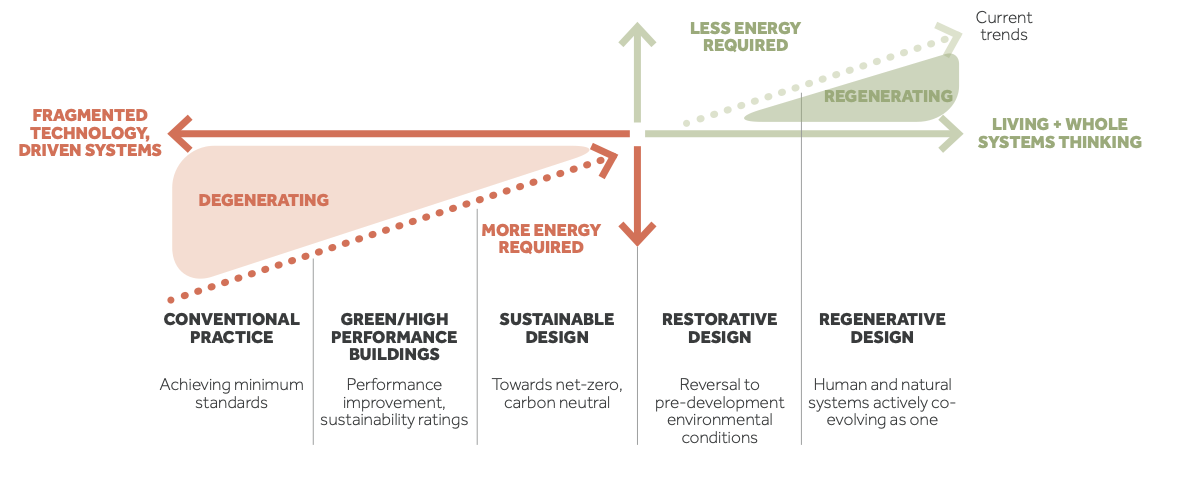 Current
trends
LESS ENERGY
REQUIRED
REGENERATING
FRAGMENTED
TECHNOLOGY,
DRIVEN SYSTEMS
LIVING + WHOLE
SYSTEMS THINKING
DEGENERATING
MORE ENERGY
REQUIRED
CONVENTIONAL
PRACTICE
Achieving minimum
standards
GREEN/HIGH
PERFORMANCE
BUILDINGS
Performance
improvement,
sustainability ratings
SUSTAINABLE
DESIGN
Towards net-zero,
carbon neutral
RESTORATIVE
DESIGN
Reversal to
pre-development
environmental
conditions
REGENERATIVE
DESIGN
Human and natural
systems actively co-
evolving as one